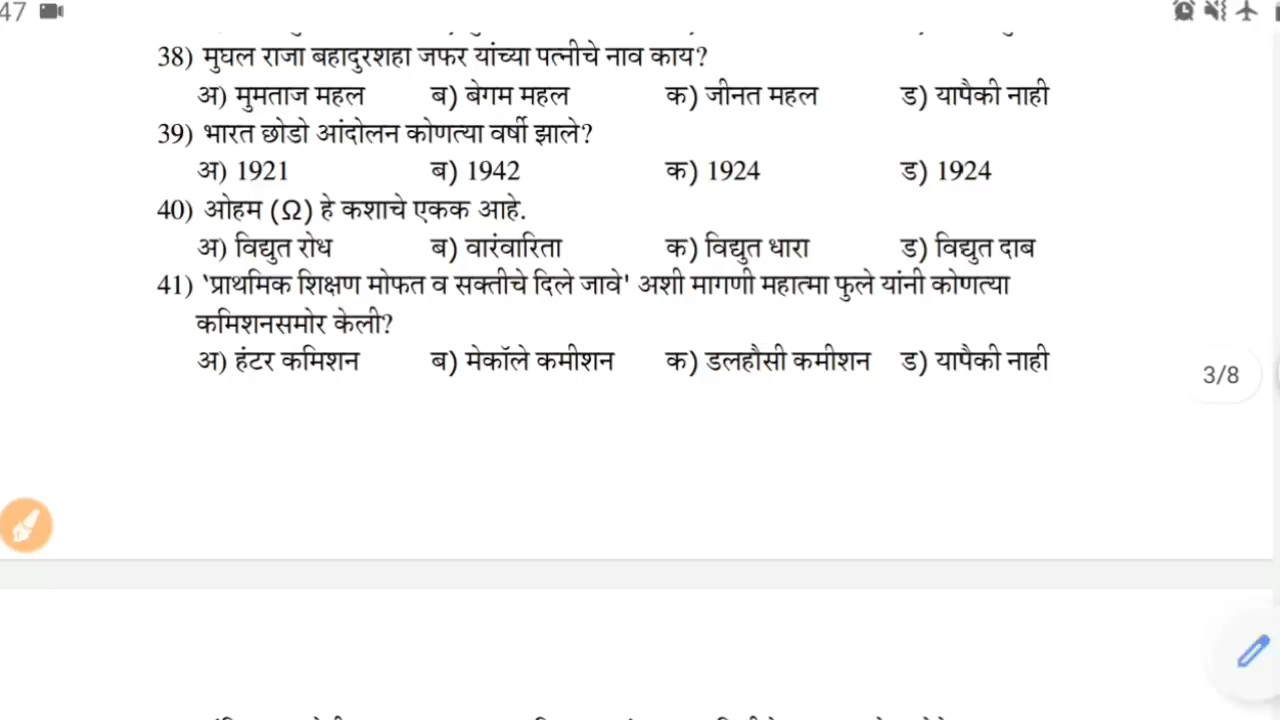 47
38) मुघल राजा बहादुरशहा जफर यांच्या पत्नीचे नाव काय?
अ) मुमताज महल ब) बेगम महल क) जीनत महल ड) यापैकी नाही
39) भारत छोडो आंदोलन कोणत्या वर्षी झाले?
अ) 1921 ब) 1942 क) 1924 ड) 1924
40) ओहम (Ω) हे कशाचे एकक आहे.
अ) विद्युत रोध ब) वारंवारिता क) विद्युत धारा ड) विद्युत दाब
41) 'प्राथमिक शिक्षण मोफत व सक्तीचे दिले जावे' अशी मागणी महात्मा फुले यांनी कोणत्या
कमिशनसमोर केली?
अ) हंटर कमिशन ब) मेकॉले कमीशन क) डलहौसी कमीशन ड) यापैकी नाही
3/8